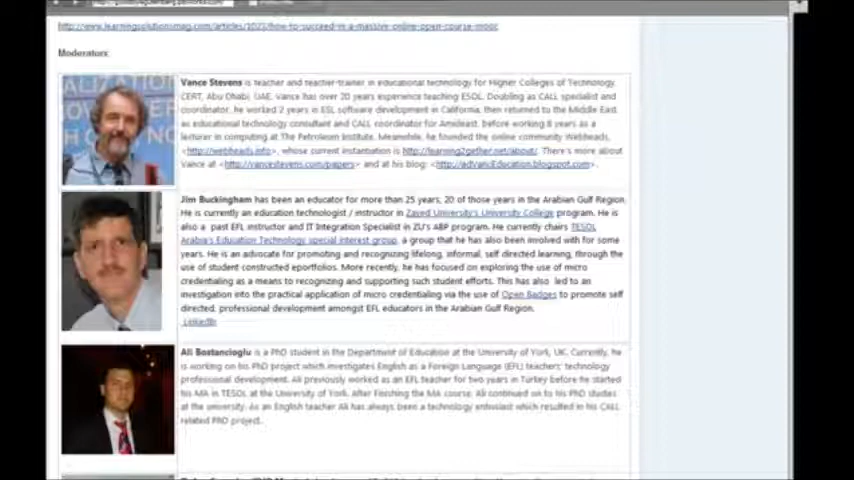 http://www.learningsolutionsmag.com/articles/1023/how-to-succeed-in-a-massive-online-open-course-mooc
Moderators:
Vance Stevens is teacher and teacher-trainer in educational technology for Higher Colleges of Technology,
CERT, Abu Dhabi, UAE. Vance has over 20 years experience teaching ESOL. Doubling as CALL specialist and
coordinator, he worked 2 years in ESL software development in California, then returned to the Middle East
as educational technology consultant and CALL coordinator for Amideast, before working 8 years as a
lecturer in computing at The Petroleum Institute. Meanwhile, he founded the online community Webheads,
<http://webheads.info>, whose current instantiation is http://learning2gether.net/about/. There's more about
Vance at <http://vancestevens.com/papers> and at his blog: <http://adVancEducation.blogspot.com>.
Jim Buckingham has been an educator for more than 25 years; 20 of those years in the Arabian Gulf Region.
He is currently an education technologist / instructor in Zayed University's University College program. He is
also a past EFL instructor and IT Integration Specialist in ZU's ABP program. He currently chairs TESOL
Arabia's Education Technology special interest group, a group that he has also been involved with for some
years. He is an advocate for promoting and recognizing lifelong, informal, self directed learning, through the
use of student constructed eportfolios. More recently, he has focused on exploring the use of micro
credentialing as a means to recognizing and supporting such student efforts. This has also led to an
investigation into the practical application of micro credentialing via the use of Open Badges to promote self
directed, professional development amongst EFL educators in the Arabian Gulf Region.
LinkedIn
Ali Bostancioglu is a PhD student in the Department of Education at the University of York, UK. Currently, he
is working on his PhD project which investigates English as a Foreign Language (EFL) teachers' technology
professional development. Ali previously worked as an EFL teacher for two years in Turkey before he started
his MA in TESOL at the University of York. After finishing the MA course, Ali continued on to his PhD studies
at the university. As an English teacher Ali has always been a technology enthusiast which resulted in his CALL
related PhD project.